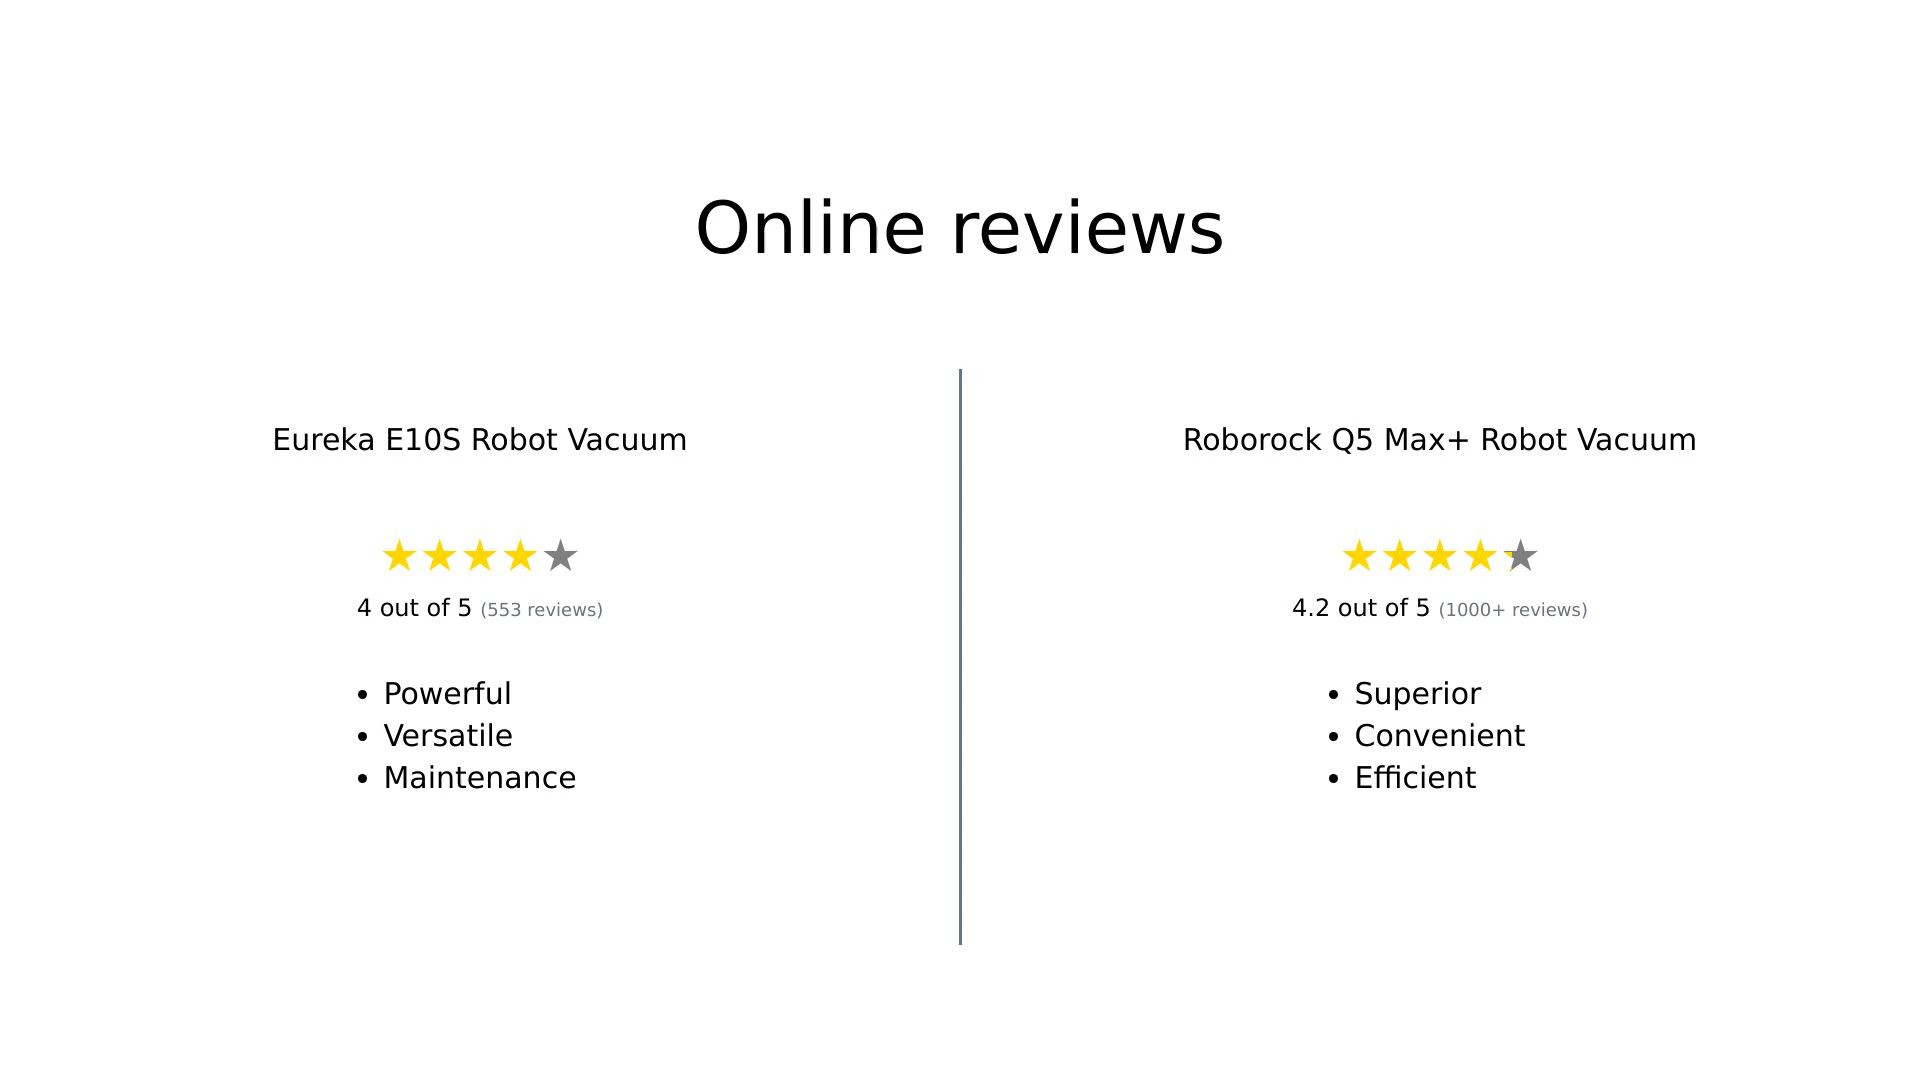 Online reviews
Eureka E10S Robot Vacuum
4 out of 5 (553 reviews)
• Powerful
• Versatile
• Maintenance
Roborock Q5 Max+ Robot Vacuum
4.2 out of 5 (1000+ reviews)
• Superior
• Convenient
• Efficient